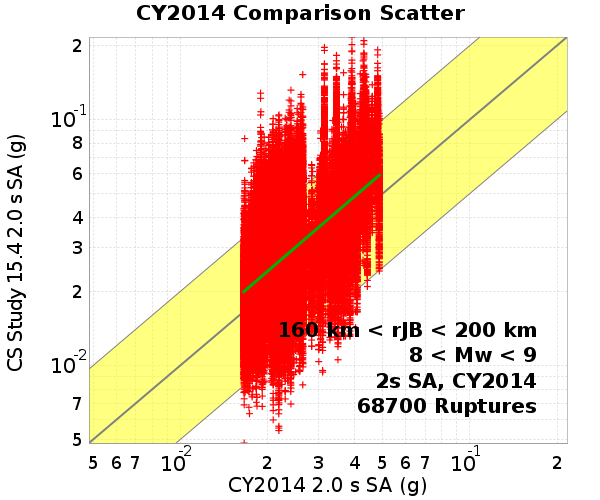 CY2014 Comparison Scatter
CS Study 15.4 2.0 s SA (g)
2
10-1
8
6
4
3
2
10-2
7
5
160 km < rJB < 200 km
8 < Mw < 9
2s SA, CY2014
68700 Ruptures
5 6 7 10-2 2 3 4 5 6 7 10-1 2
CY2014 2.0 s SA (g)